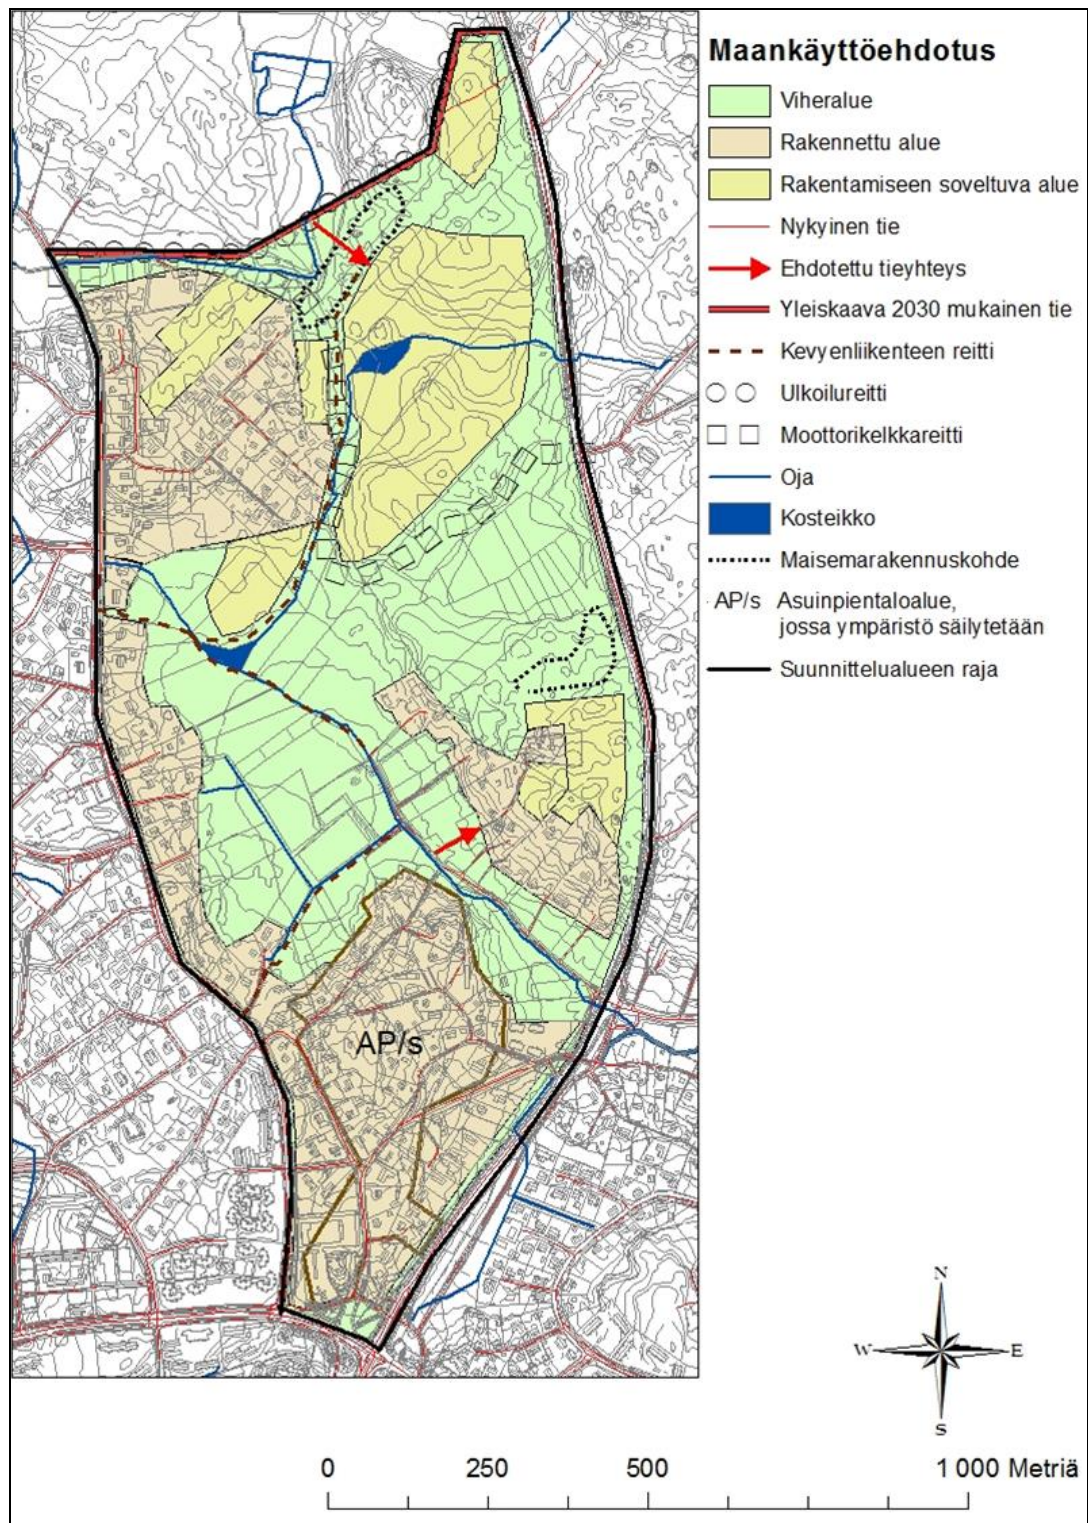 Maankäyttöehdotus
Viheralue
Rakennettu alue
Rakentamiseen soveltuva alue
Nykyinen tie
Ehdotettu tieyhteys
Yleiskaava 2030 mukainen tie
Kevyenliikenteen reitti
Ulkoilureitti
Moottorikelkkareitti
Oja
Kosteikko
Maisemarakennuskohde
AP/s Asuinpientaloalue,
jossa ympäristö säilytetään
Suunnittelualueen raja
AP/s
N
W E
S
0 250 500 1 000 Metriä